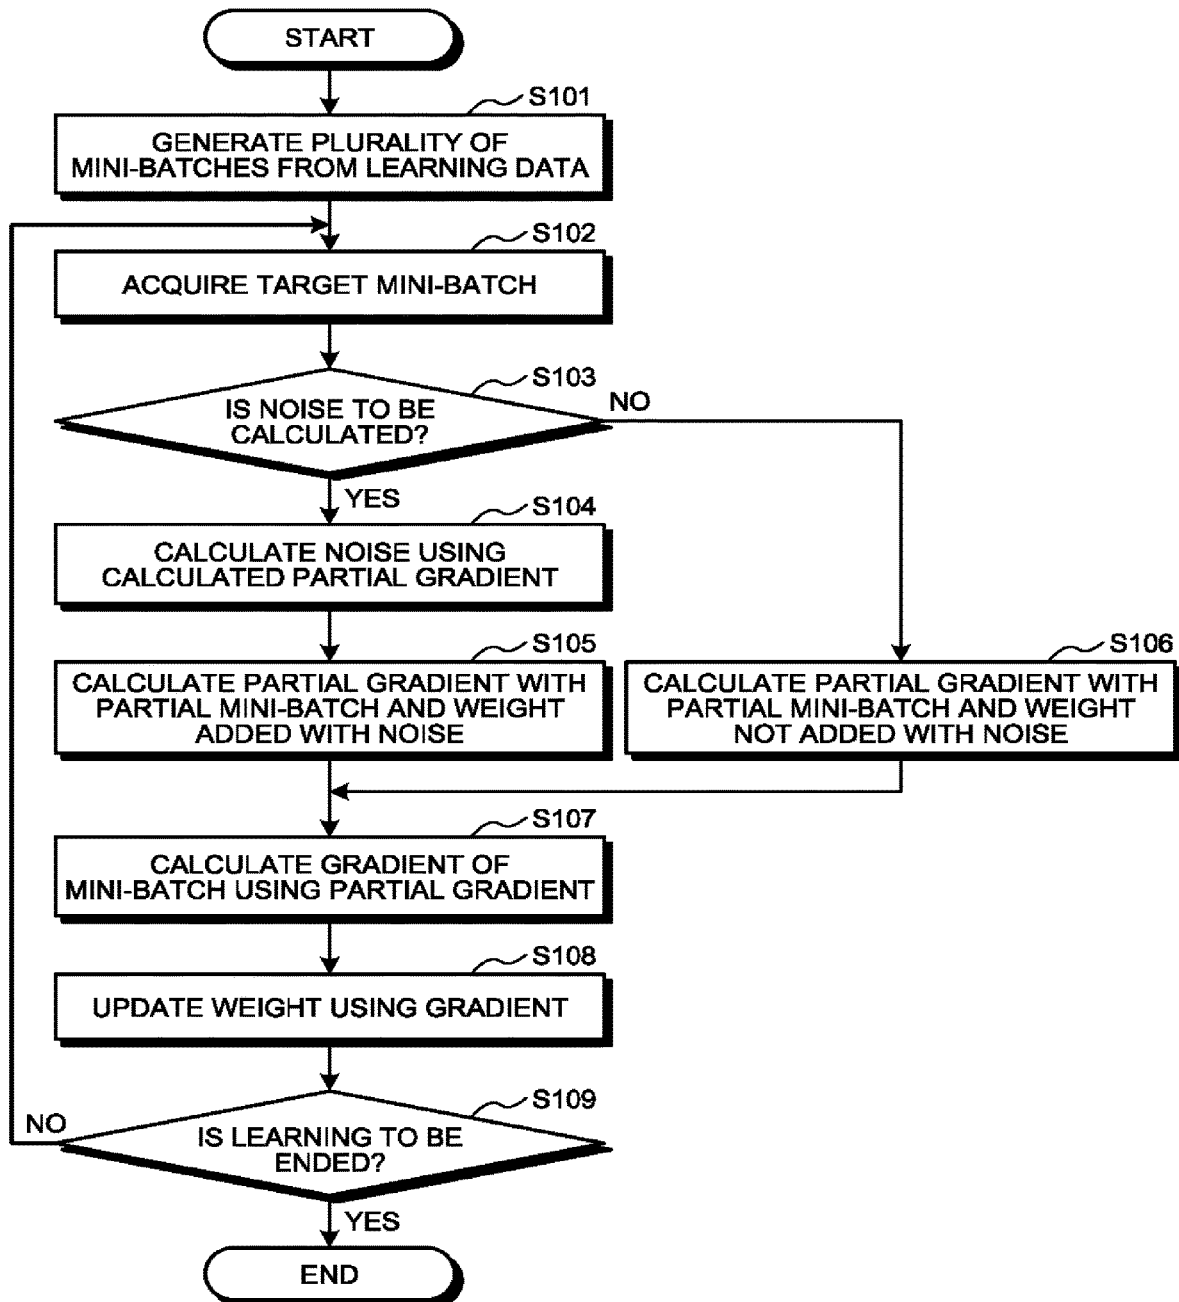 START
S101
GENERATE PLURALITY OF
MINI-BATCHES FROM LEARNING DATA
S102
ACQUIRE TARGET MINI-BATCH
S103
IS NOISE TO BE
CALCULATED?
NO
YES
S104
CALCULATE NOISE USING
CALCULATED PARTIAL GRADIENT
S105
CALCULATE PARTIAL GRADIENT WITH
PARTIAL MINI-BATCH AND WEIGHT
ADDED WITH NOISE
S106
CALCULATE PARTIAL GRADIENT WITH
PARTIAL MINI-BATCH AND WEIGHT
NOT ADDED WITH NOISE
S107
CALCULATE GRADIENT OF
MINI-BATCH USING PARTIAL GRADIENT
S108
UPDATE WEIGHT USING GRADIENT
S109
NO
IS LEARNING TO BE
ENDED?
YES
END